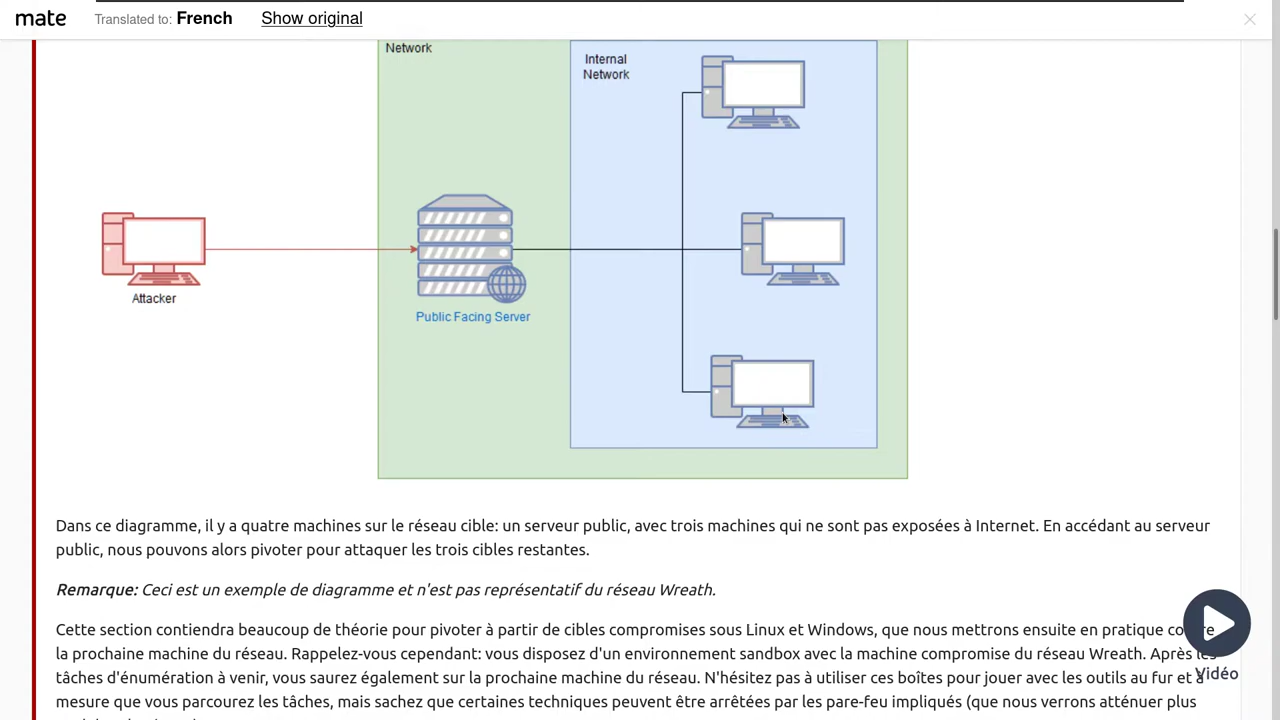 mate Translated to: French Show original
Network
Internal
Network
Attacker
Public Facing Server
Dans ce diagramme, il y a quatre machines sur le réseau cible: un serveur public, avec trois machines qui ne sont pas exposées à Internet. En accédant au serveur
public, nous pouvons alors pivoter pour attaquer les trois cibles restantes.
Remarque: Ceci est un exemple de diagramme et n'est pas représentatif du réseau Wreath.
Cette section contiendra beaucoup de théorie pour pivoter à partir de cibles compromises sous Linux et Windows, que nous mettrons ensuite en pratique contre
la prochaine machine du réseau. Rappelez-vous cependant: vous disposez d'un environnement sandbox avec la machine compromise du réseau Wreath. Après les
tâches d'énumération à venir, vous saurez également sur la prochaine machine du réseau. N'hésitez pas à utiliser ces boîtes pour jouer avec les outils au fur et à
Vidéo
mesure que vous parcourez les tâches, mais sachez que certaines techniques peuvent être arrêtées par les pare-feu impliqués (que nous verrons atténuer plus